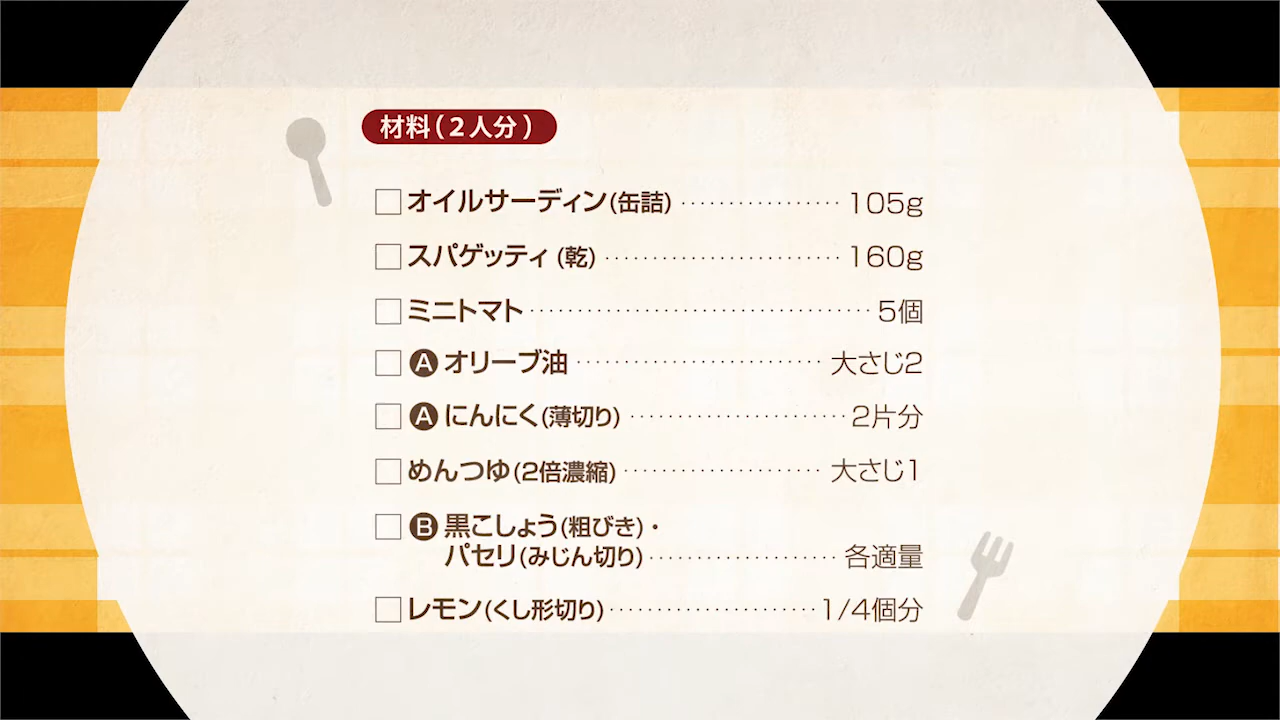 材料(2人分)
オイルサーディン(缶詰) ················· 105g
スパゲッティ(乾) ························· 160g
ミニトマト ···································· 5個
A オリーブ油 ·························· 大さじ2
A にんにく(薄切り) ······················· 2片分
めんつゆ(2倍濃縮) ····················· 大さじ1
B 黒こしょう(粗びき)・
パセリ(みじん切り) ···················· 各適量
レモン(くし形切り) ······················ 1/4個分